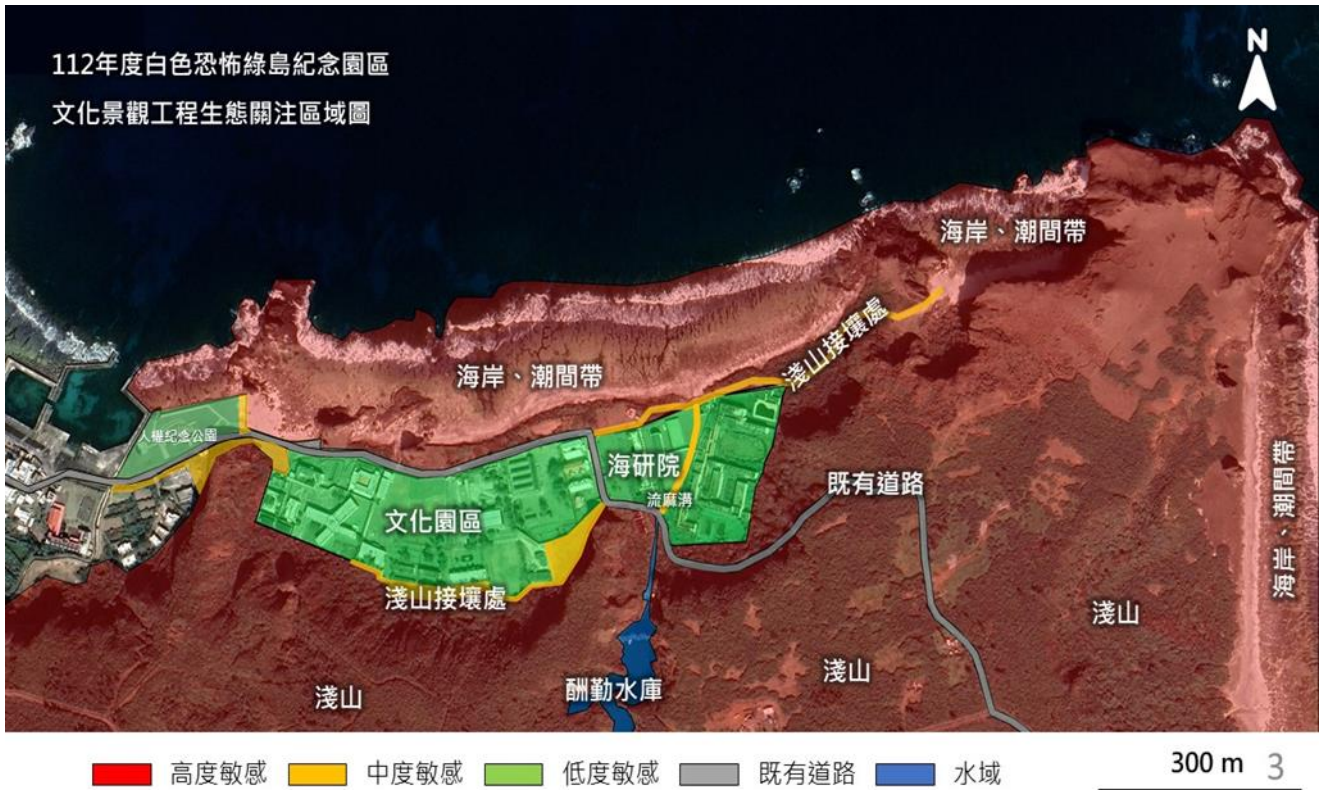 112年度白色恐怖綠島紀念園區
文化景觀工程生態關注區域圖
N
海岸、潮間帶
淺山接壤處
海岸、潮間帶
人權紀念公園
海研院
流麻溝
既有道路
文化園區
海岸、潮間帶
淺山接壤處
淺山
淺山
淺山
酬勤水庫
高度敏感
中度敏感
低度敏感
既有道路
水域
300 m
3